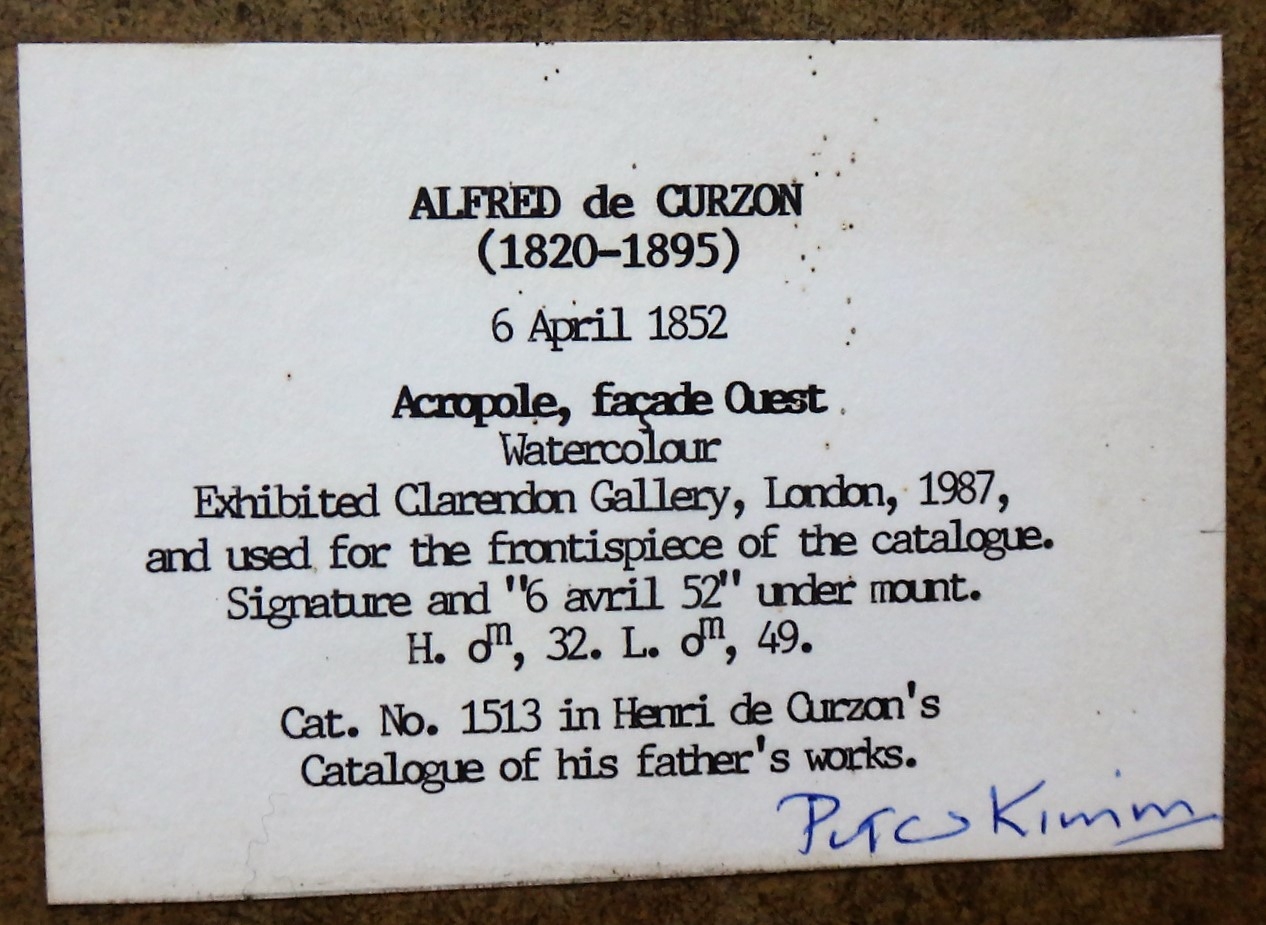 ALFRED de CURZON
(1820-1895)
6 April 1852
Acropole, façade Ouest.
Watercolour
Exhibited Clarendon Gallery, London, 1987,
and used for the frontispiece of the catalogue.
Signature and "6 avril 52" under mount.
H. 0ᵐ, 32. L. 0ᵐ, 49.
Cat. No. 1513 in Henri de Curzon's
Catalogue of his father's works.